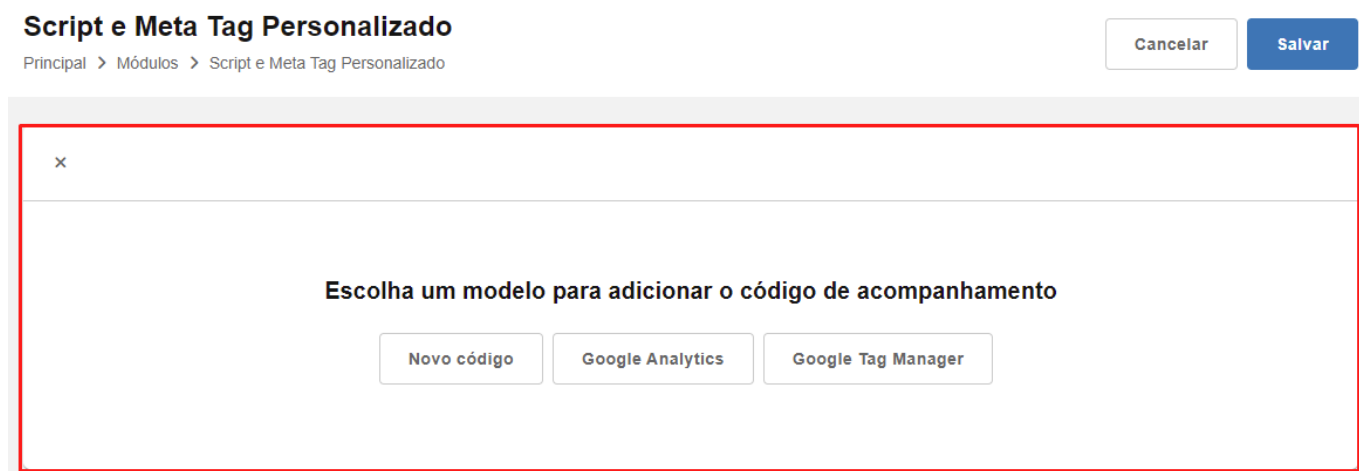 Script e Meta Tag Personalizado
Cancelar
Salvar
Principal > Módulos > Script e Meta Tag Personalizado
×
Escolha um modelo para adicionar o código de acompanhamento
Novo código
Google Analytics
Google Tag Manager